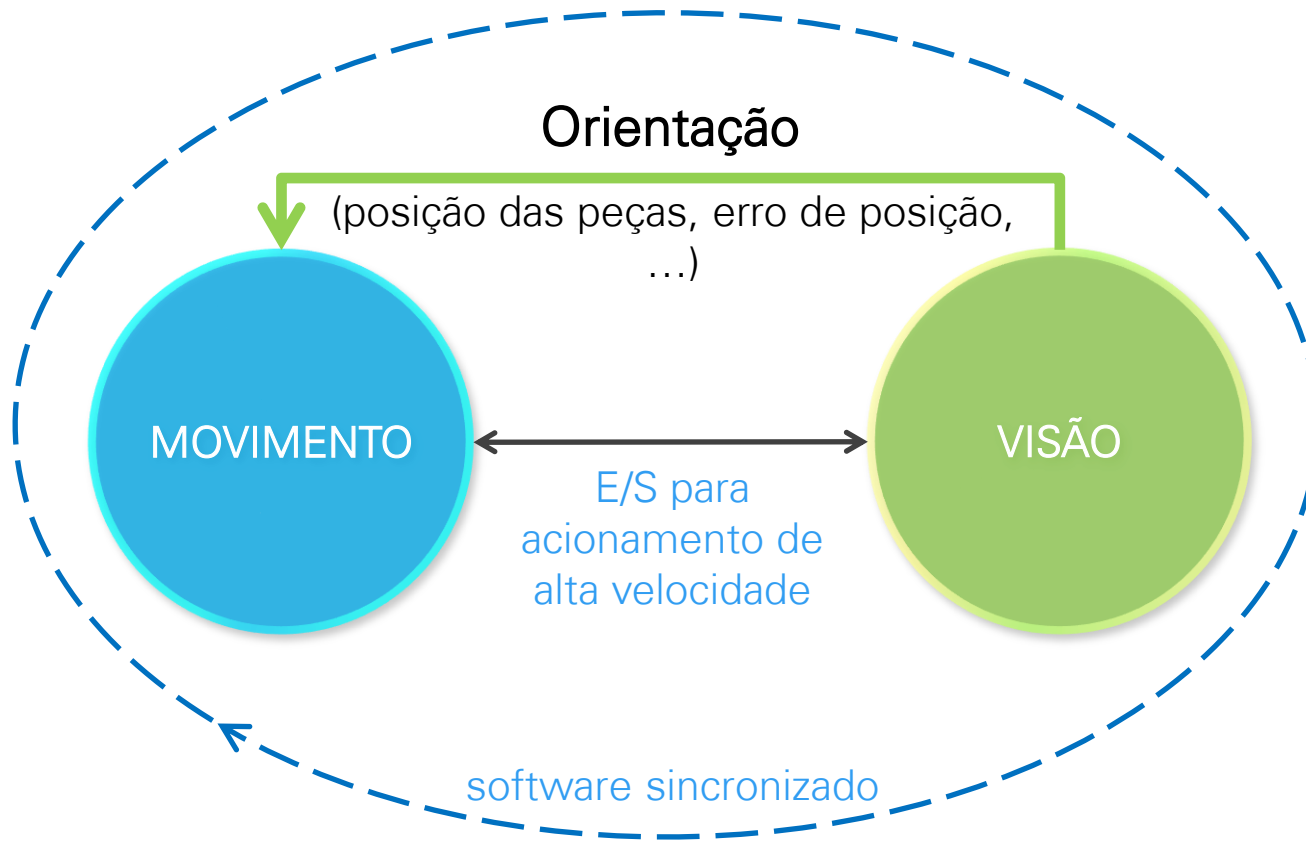 Orientação
(posição das peças, erro de posição,
…)
MOVIMENTO
VISÃO
E/S para
acionamento de
alta velocidade
software sincronizado